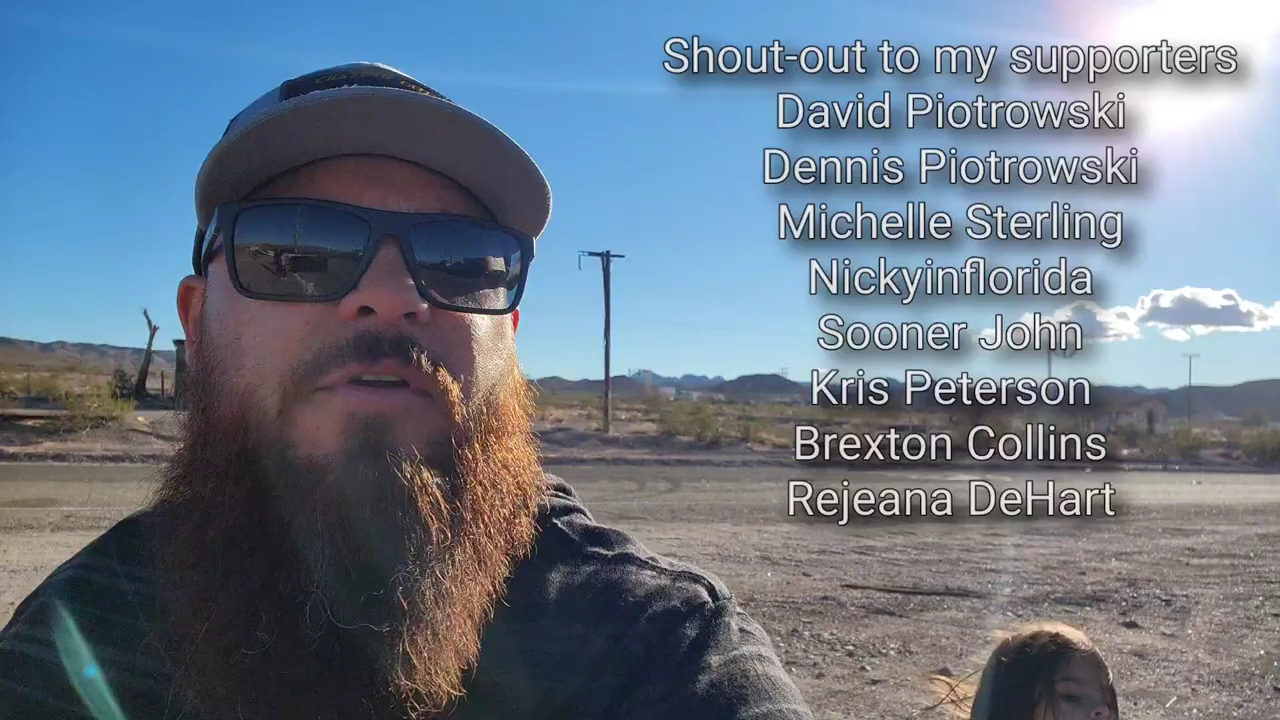 Shout-out to my supporters
David Piotrowski
Dennis Piotrowski
Michelle Sterling
Nickyinflorida
Sooner John
Kris Peterson
Brexton Collins
Rejeana DeHart